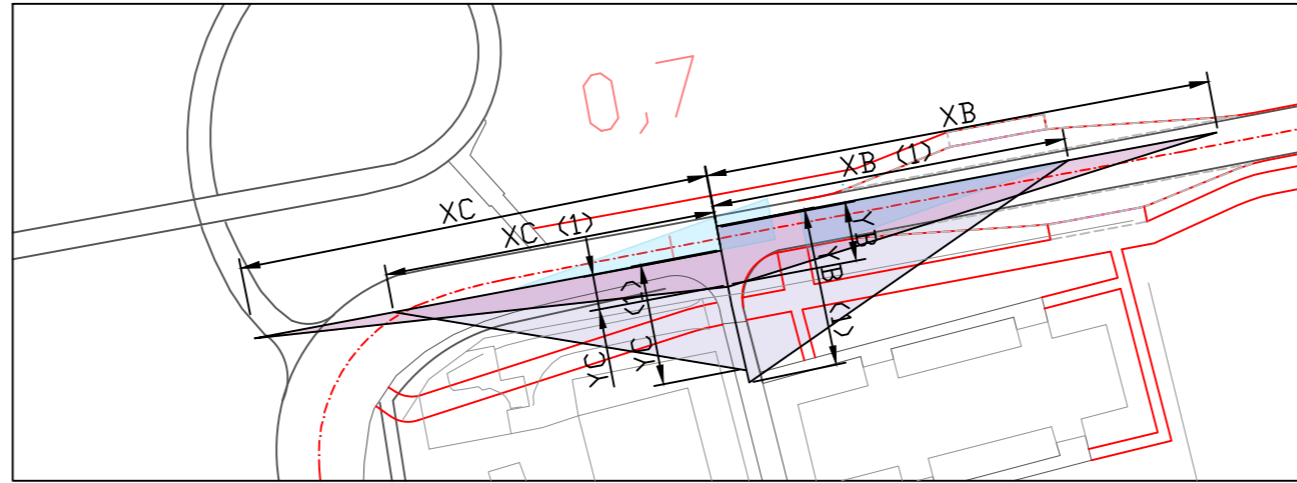 0,7
XB
XB (1)
XC
XC (1)
YB
YB (1)
YC
YC (1)